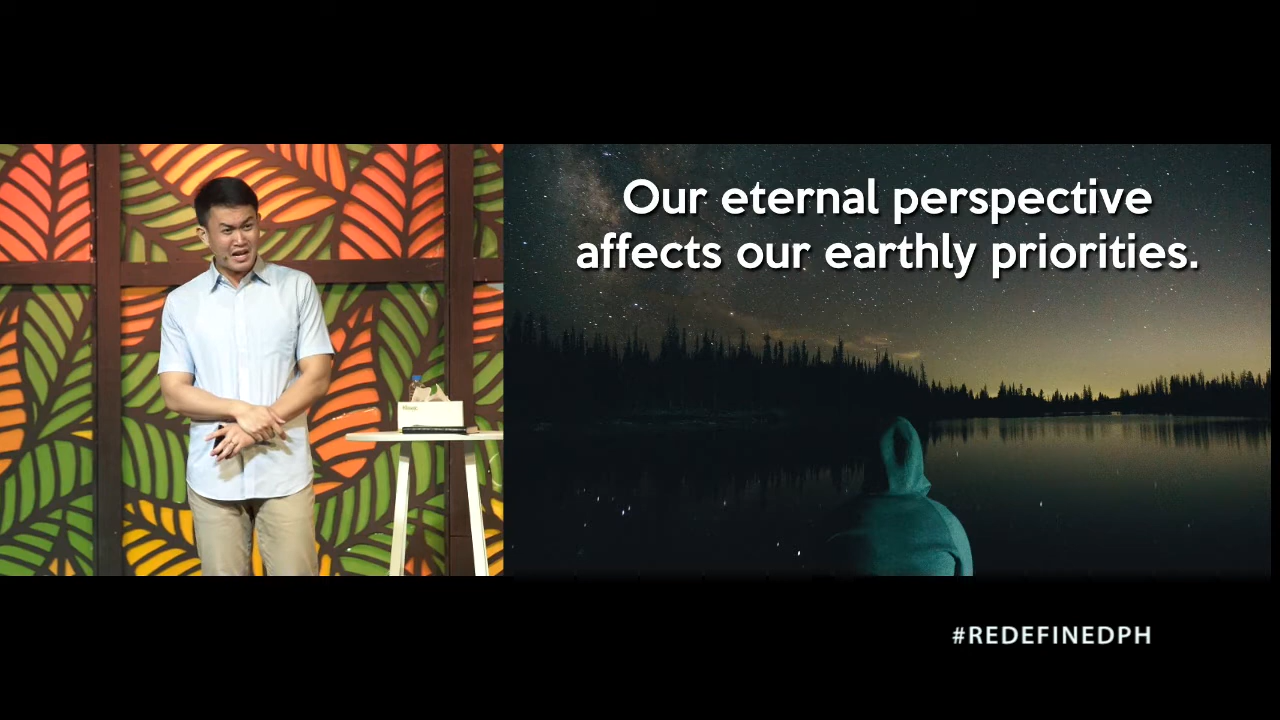 Our eternal perspective
affects our earthly priorities.
#REDEFINEDPH